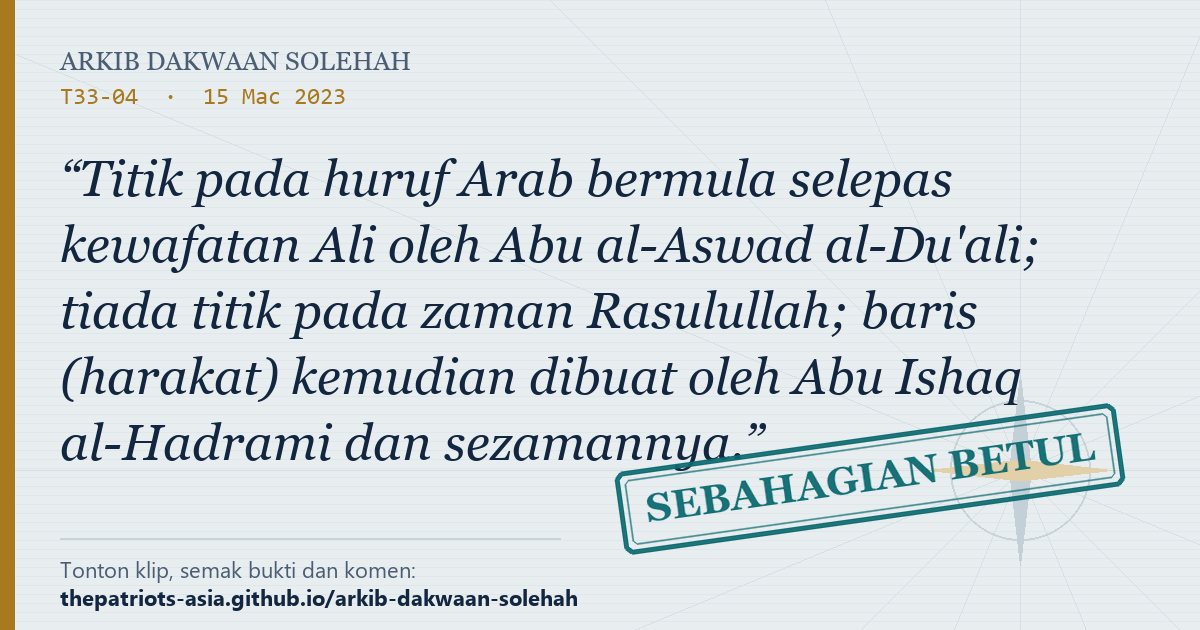 ARKIB DAKWAAN SOLEHAH
T33-04 · 15 Mac 2023
“Titik pada huruf Arab bermula selepas
kewafatan Ali oleh Abu al-Aswad al-Du'ali;
tiada titik pada zaman Rasulullah; baris
(harakat) kemudian dibuat oleh Abu Ishaq
al-Hadrami dan sezamannya.”
SEBAHAGIAN BETUL
Tonton klip, semak bukti dan komen:
thepatriots-asia.github.io/arkib-dakwaan-solehah